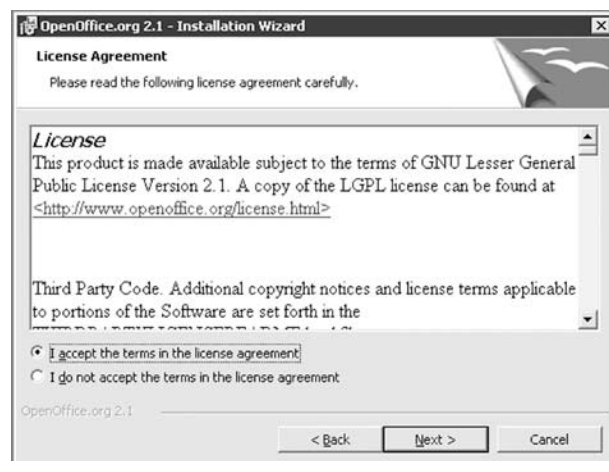 OpenOffice.org 2.1 - Installation Wizard
License Agreement
Please read the following license agreement carefully.
License
This product is made available subject to the terms of GNU Lesser General
Public License Version 2.1. A copy of the LGPL license can be found at
<http://www.openoffice.org/license.html>
Third Party Code. Additional copyright notices and license terms applicable
to portions of the Software are set forth in the
I accept the terms in the license agreement
I do not accept the terms in the license agreement
OpenOffice.org 2.1
< Back
Next >
Cancel